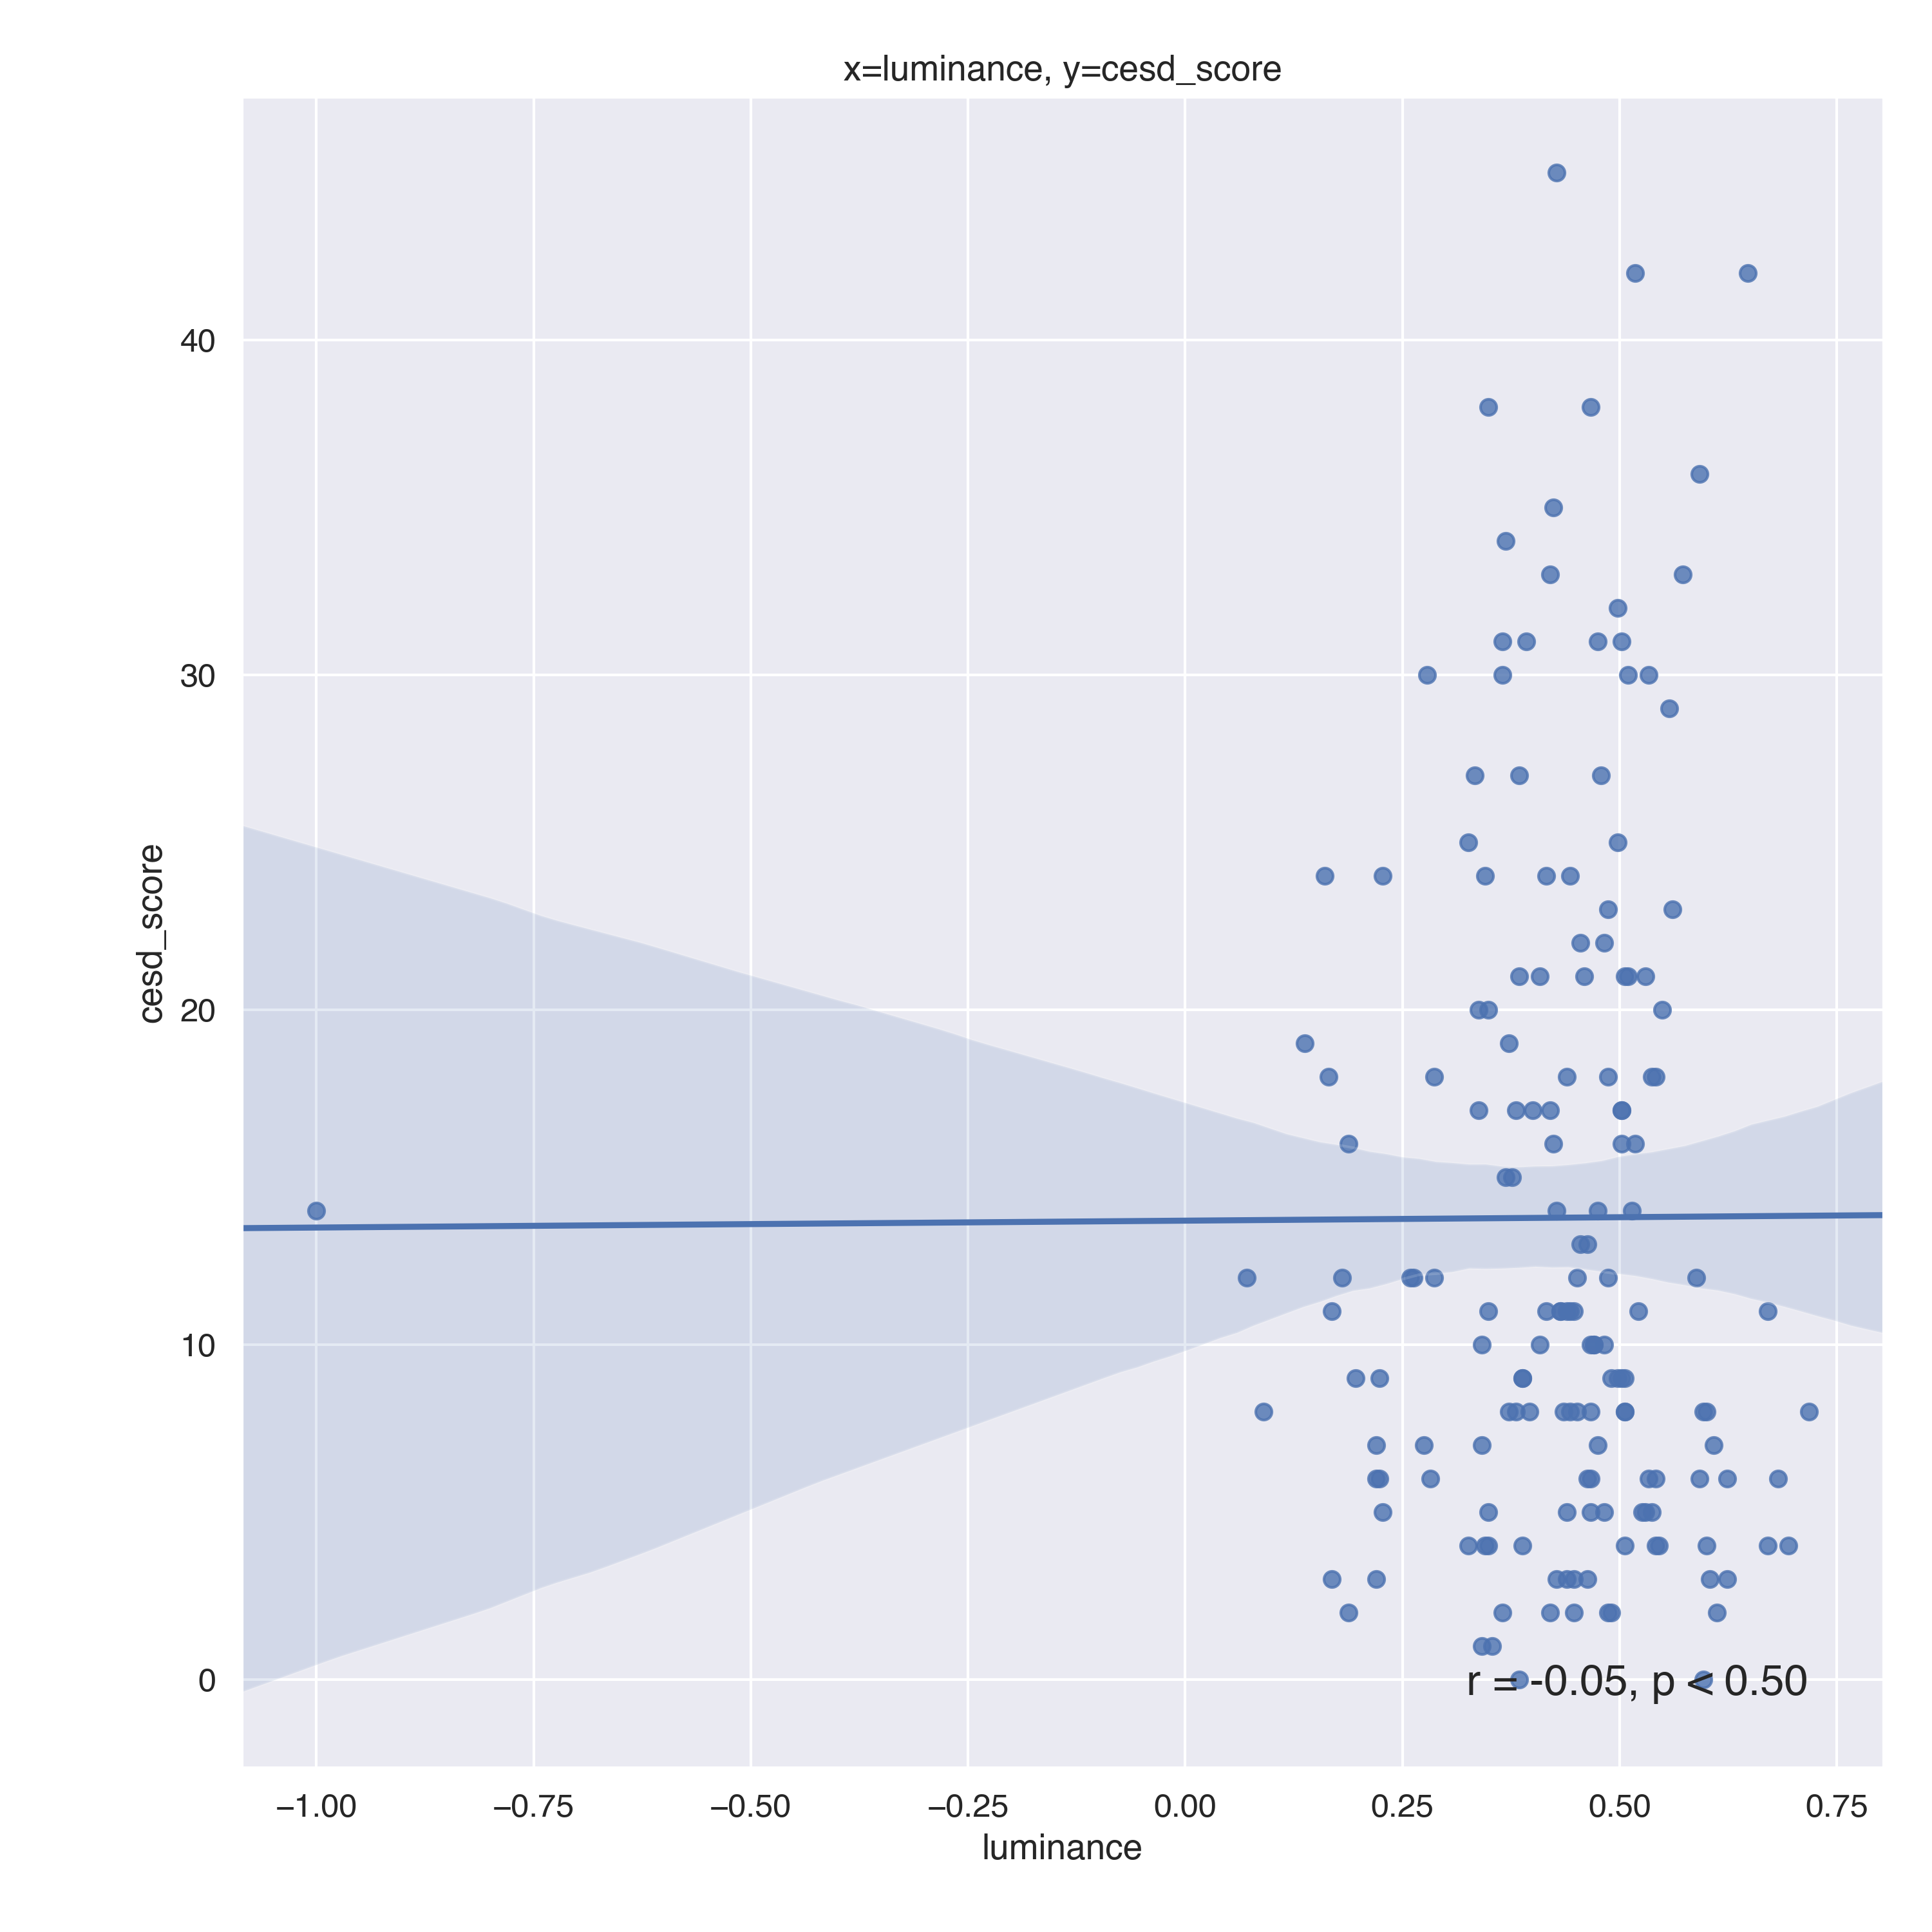 x=luminance, y=cesd_score
40
30
20
10
0
cesd_score
r = -0.05, p < 0.50
−1.00 −0.75 −0.50 −0.25 0.00 0.25 0.50 0.75
luminance